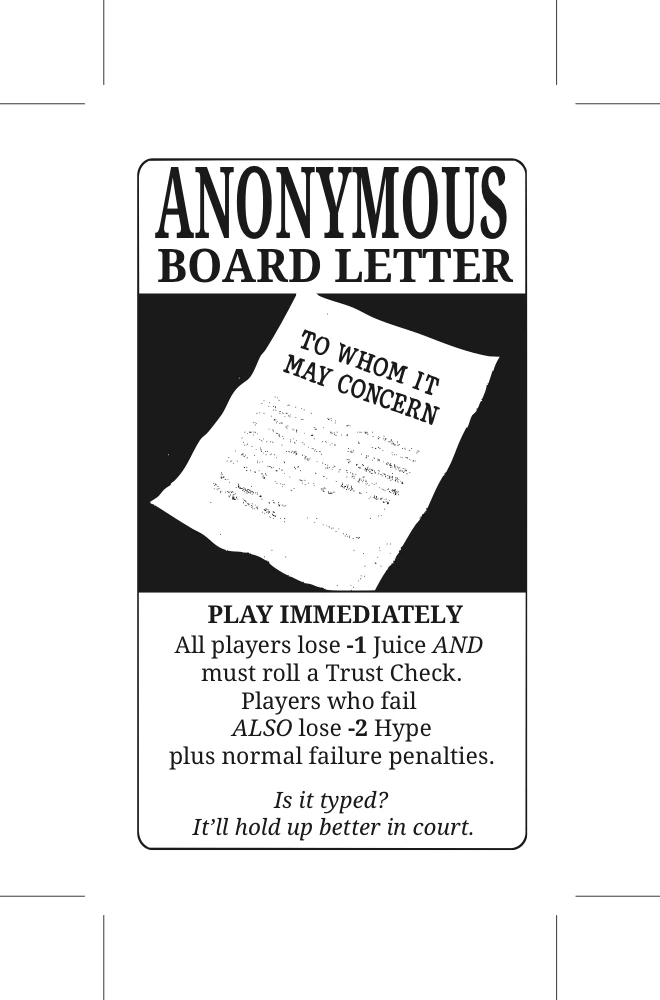 ANONYMOUS
BOARD LETTER
TO WHOM IT
MAY CONCERN
PLAY IMMEDIATELY
All players lose -1 Juice AND
must roll a Trust Check.
Players who fail
ALSO lose -2 Hype
plus normal failure penalties.
Is it typed?
It’ll hold up better in court.